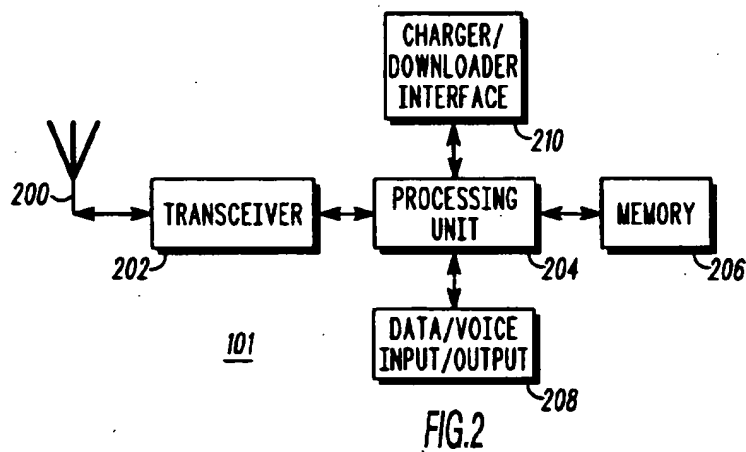 CHARGER/
DOWNLOADER
INTERFACE
210
200
TRANSCEIVER
202
PROCESSING
UNIT
204
MEMORY
206
DATA/VOICE
INPUT/OUTPUT
208
101
FIG.2